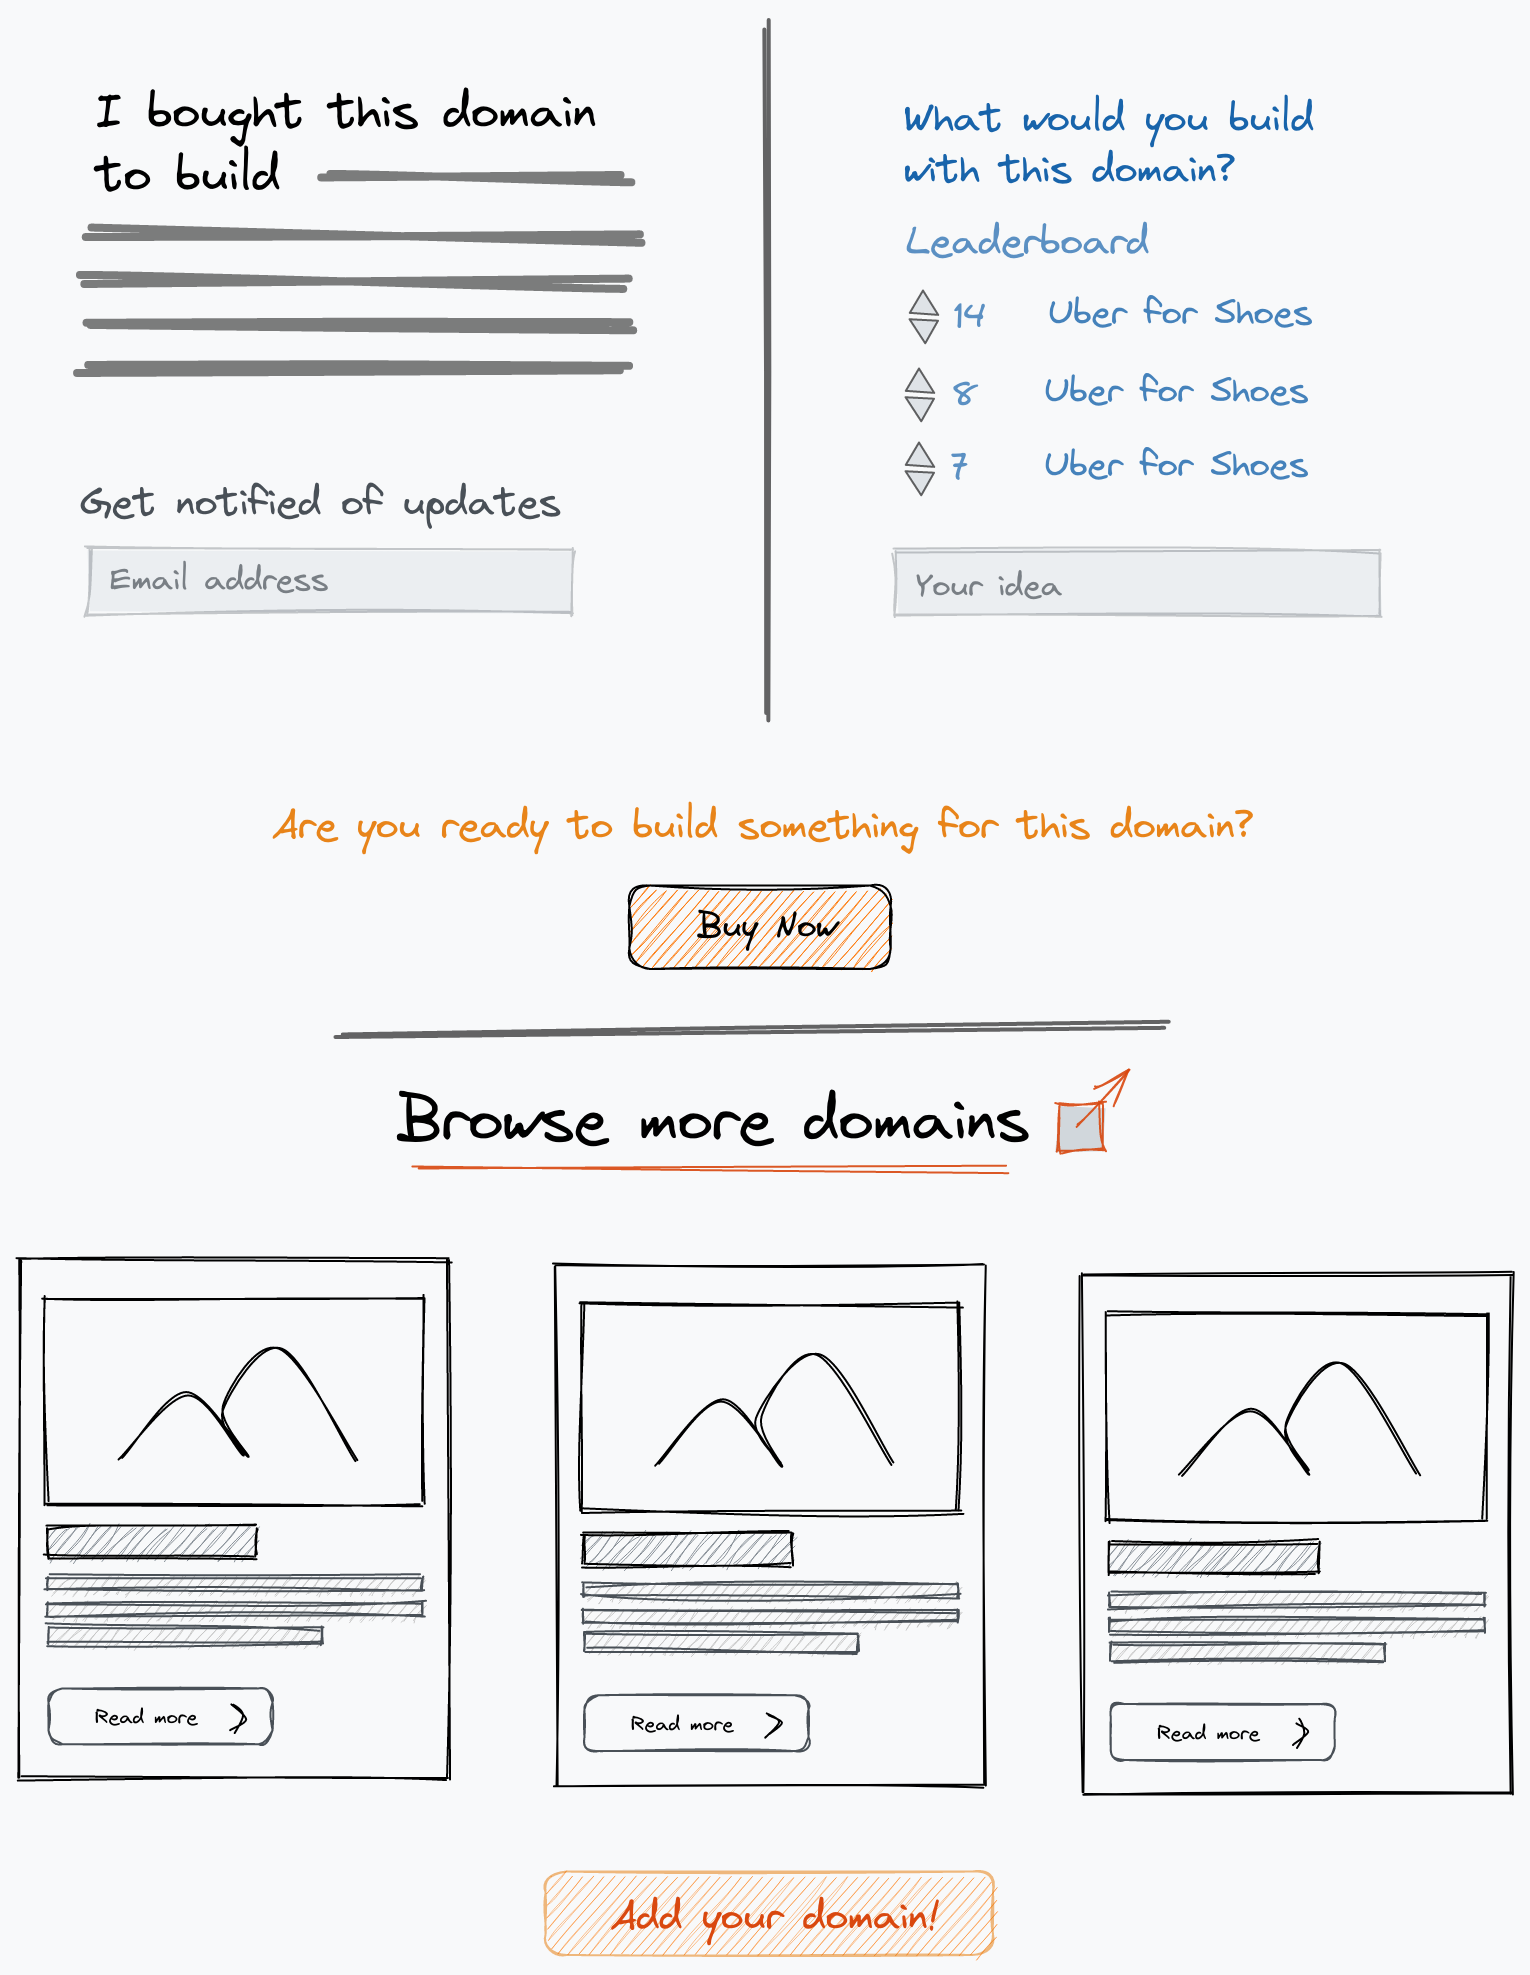 I bought this domain
to build
Get notified of updates
Email address
What would you build
with this domain?
Leaderboard
14 Uber for Shoes
8 Uber for Shoes
7 Uber for Shoes
Your idea
Are you ready to build something for this domain?
Buy Now
Browse more domains
Read more
Read more
Read more
Add your domain!